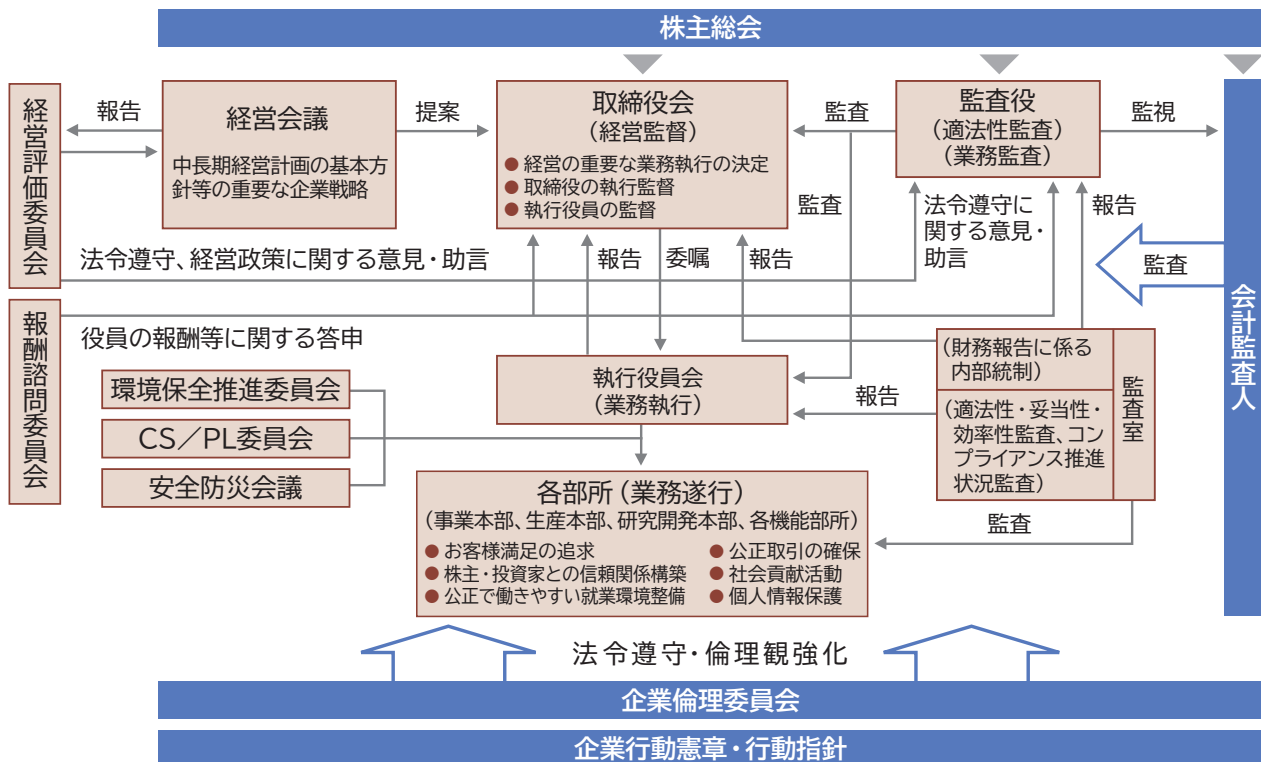 株主総会
経営評価委員会
報告
経営会議
中長期経営計画の基本方
針等の重要な企業戦略
提案
取締役会
（経営監督）
● 経営の重要な業務執行の決定
● 取締役の執行監督
● 執行役員の監督
監査
監査
監査役
（適法性監査）
（業務監査）
監視
法令遵守、経営政策に関する意見・助言
報告
委嘱
報告
法令遵守に
関する意見・
助言
報告
監査
会計監査人
報酬諮問委員会
役員の報酬等に関する答申
環境保全推進委員会
CS／PL委員会
安全防災会議
執行役員会
（業務執行）
報告
（財務報告に係る
内部統制）
（適法性・妥当性・
効率性監査、コン
プライアンス推進
状況監査）
監査室
監査
各部所（業務遂行）
（事業本部、生産本部、研究開発本部、各機能部所）
● お客様満足の追求
● 株主・投資家との信頼関係構築
● 公正で働きやすい就業環境整備
● 公正取引の確保
● 社会貢献活動
● 個人情報保護
法令遵守・倫理観強化
企業倫理委員会
企業行動憲章・行動指針